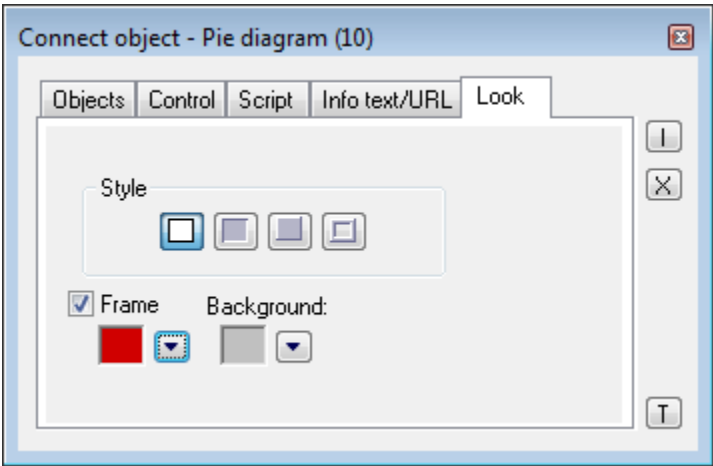 Connect object - Pie diagram (10)
Objects Control Script Info text/URL Look
I
X
Style
Frame Background:
T